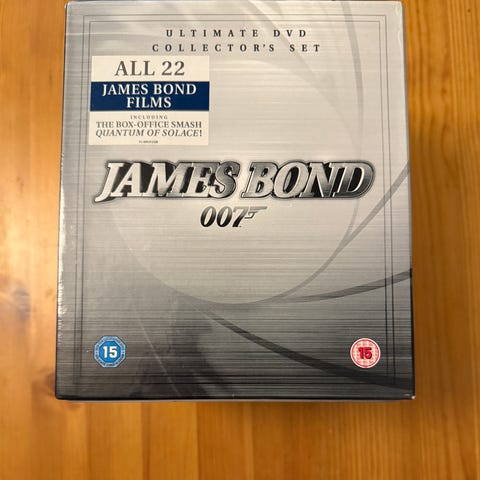 ULTIMATE DVD
COLLECTOR'S SET
ALL 22
JAMES BOND
FILMS
INCLUDING
THE BOX-OFFICE SMASH
QUANTUM OF SOLACE!
JAMES BOND
007
15
15